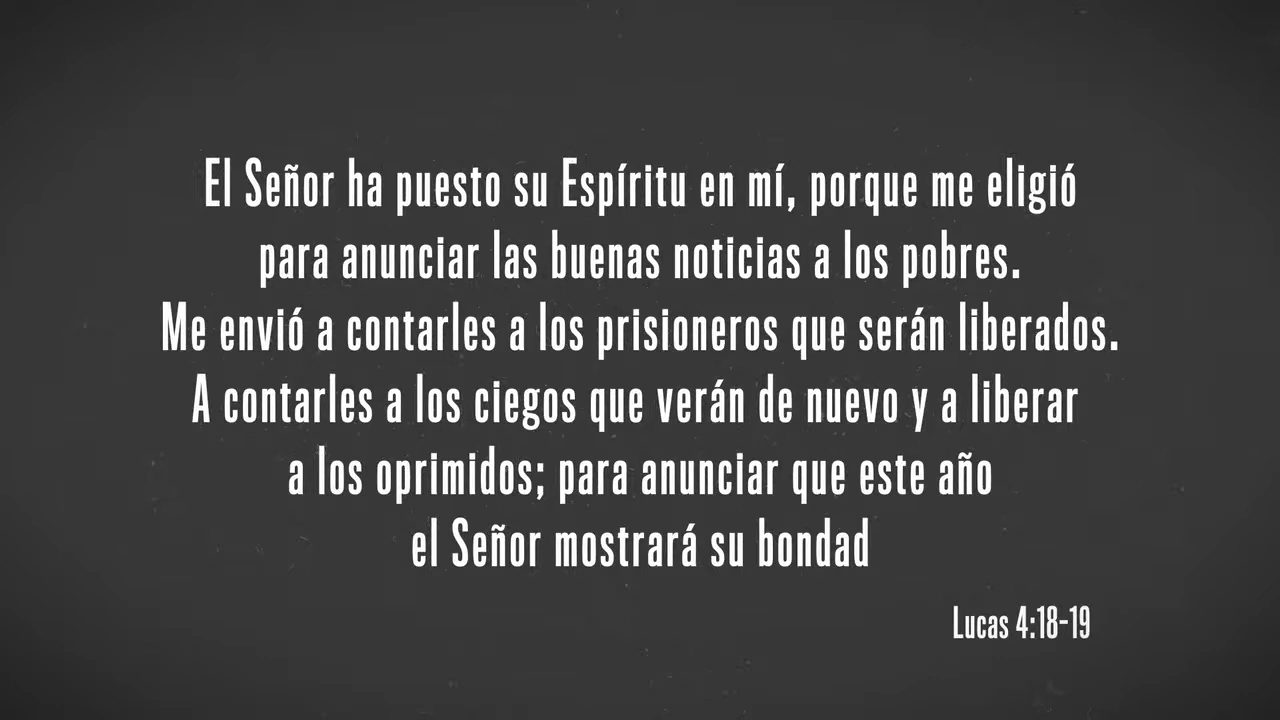 El Señor ha puesto su Espíritu en mí, porque me eligió
para anunciar las buenas noticias a los pobres.
Me envió a contarles a los prisioneros que serán liberados.
A contarles a los ciegos que verán de nuevo y a liberar
a los oprimidos; para anunciar que este año
el Señor mostrará su bondad
Lucas 4:18-19